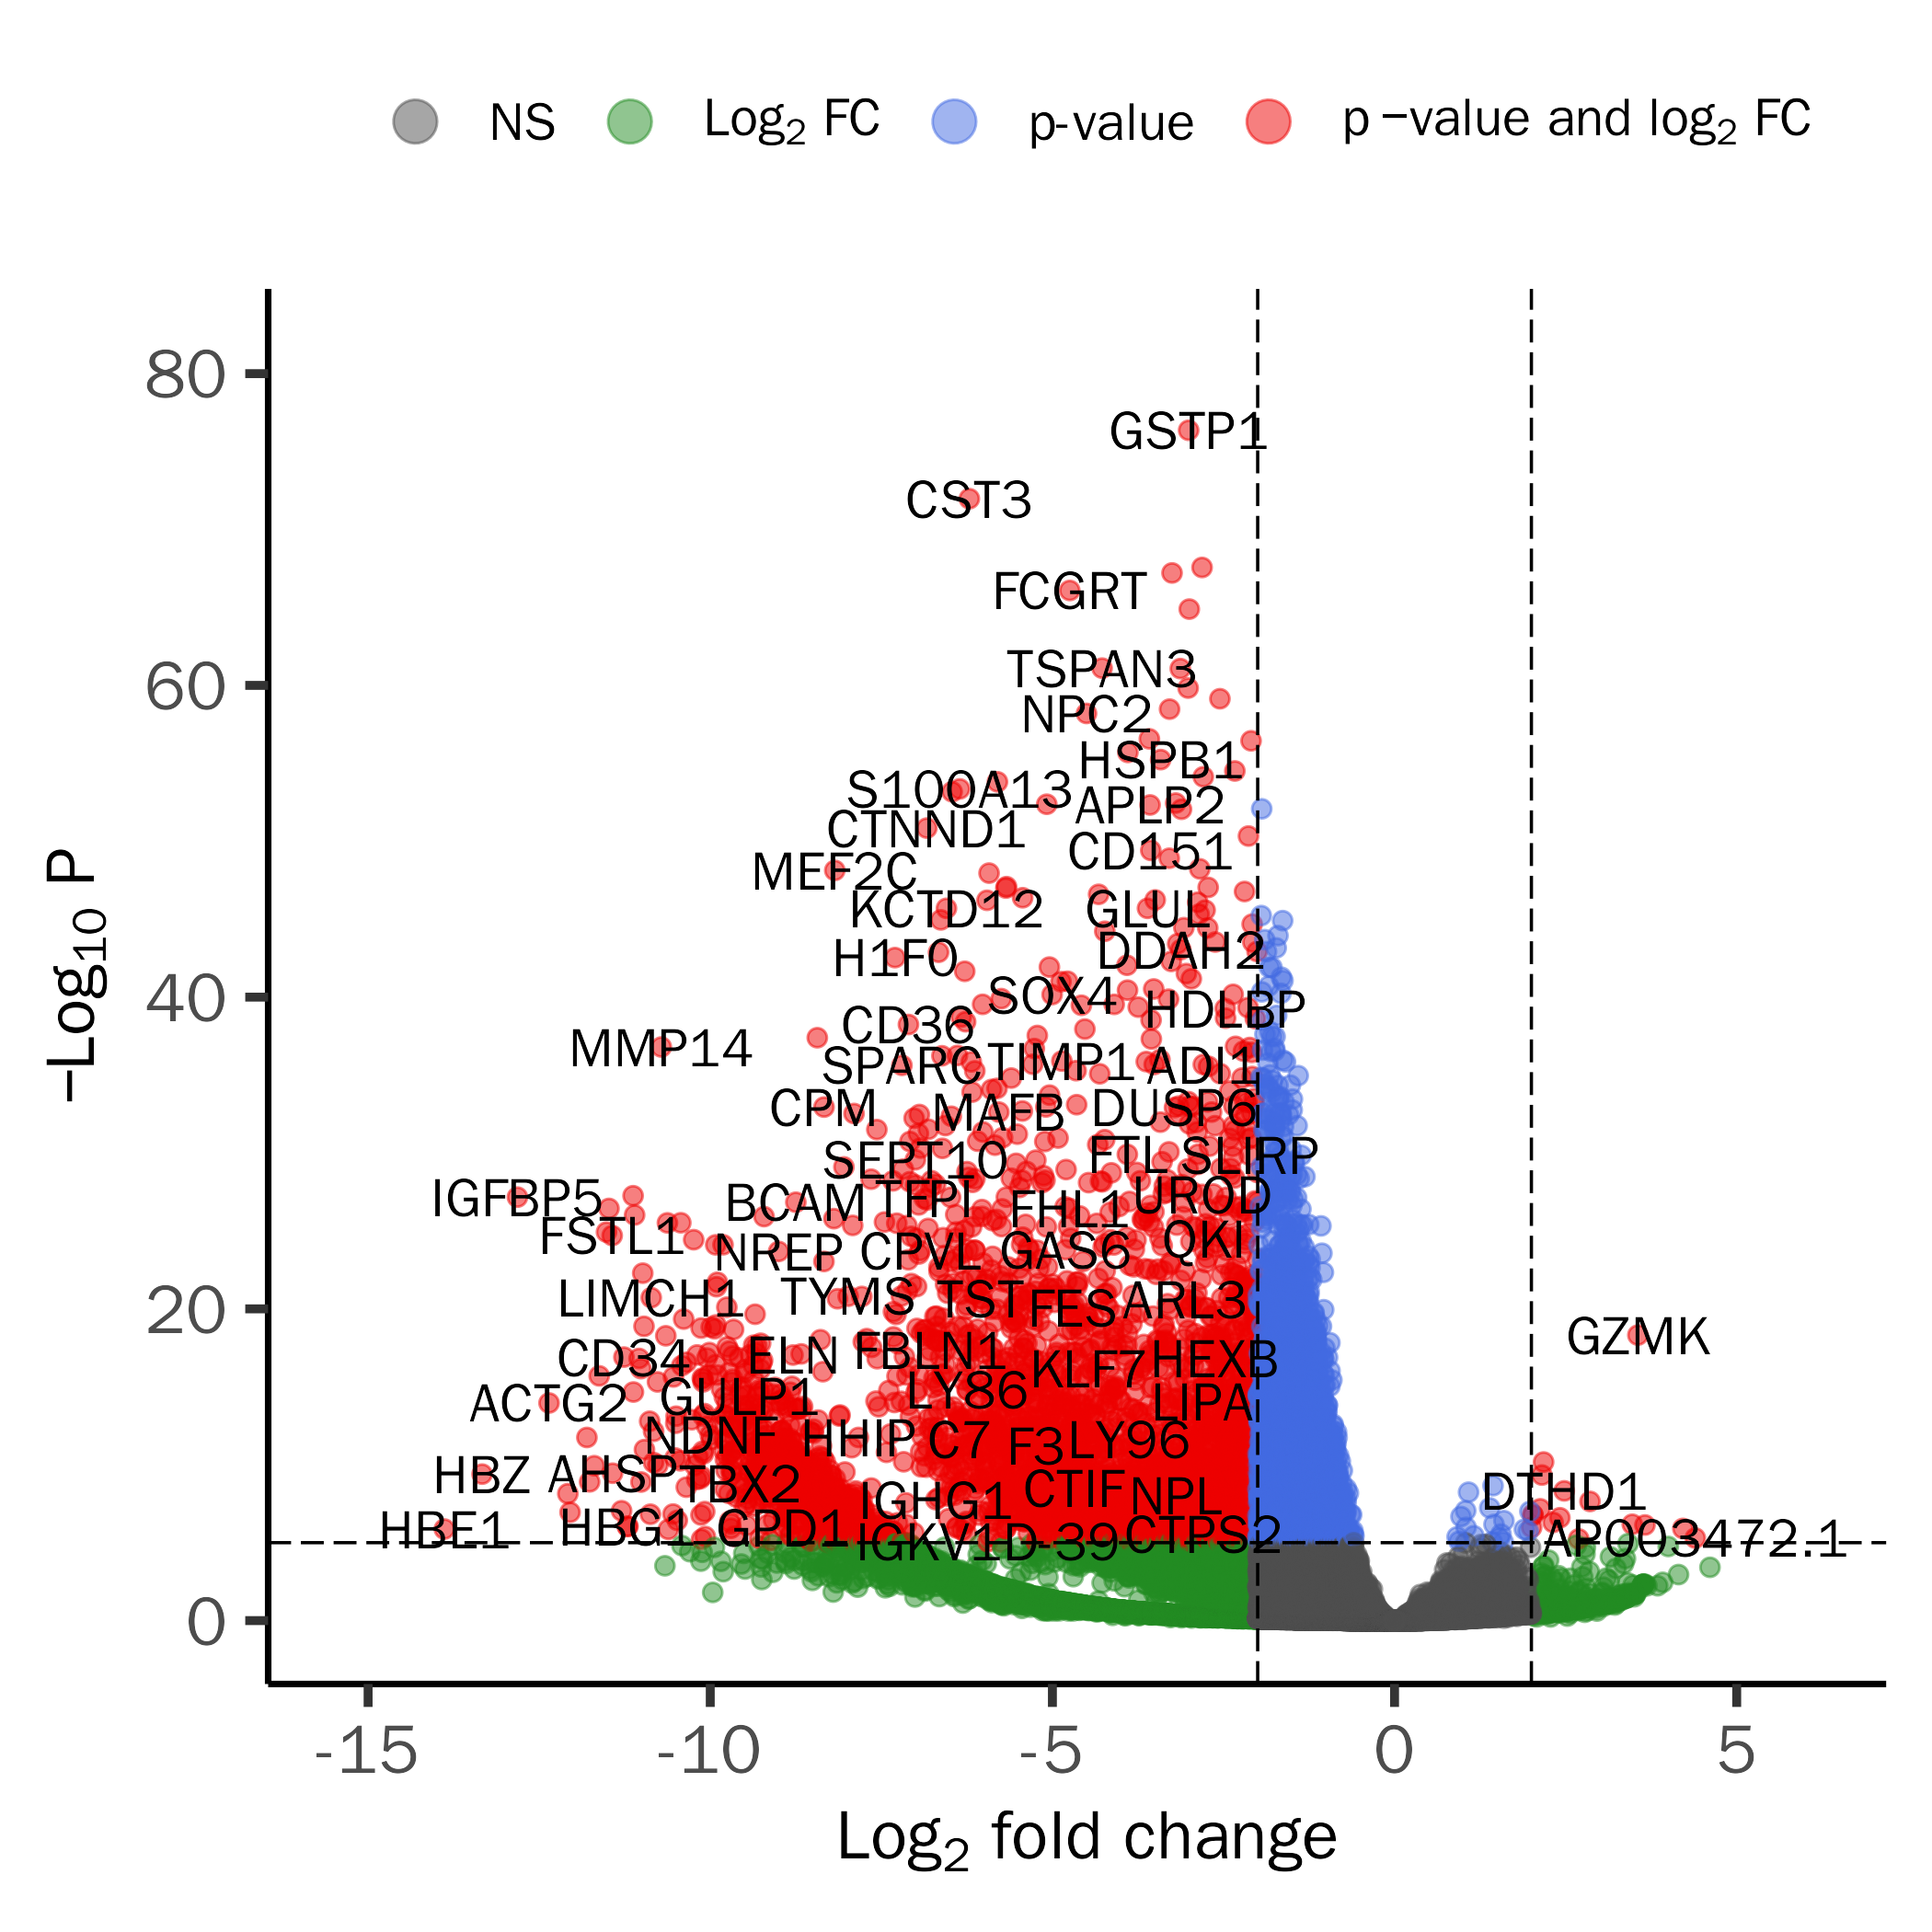 NS Log2 FC p-value p −value and log2 FC
80
60
40
20
0
−Log10 P
GSTP1
CST3
FCGRT
TSPAN3
NPC2
HSPB1
S100A13 APLP2
CTNND1
CD151
MEF2C
KCTD12 GLUL
H1F0 DDAH2
SOX4 HDLBP
CD36
MMP14
SPARC TIMP1 ADI1
CPM MAFB DUSP6
SEPT10 FTL SLIRP
IGFBP5 BCAM TFPI FHL1 UROD
FSTL1 NREP CPVL GAS6 QKI
LIMCH1 TYMS TST FES ARL3
GZMK
CD34 ELN FBLN1 KLF7 HEXB
ACTG2 GULP1 LY86 LIPA
NDNF HHIP C7 F3 LY96
HBZ AHSP TBX2 CTIF NPL DTHD1
IGHG1
HBE1 HBG1 GPD1 IGKV1D-39 CTPS2 AP003472.1
-15 -10 -5 0 5
Log2 fold change